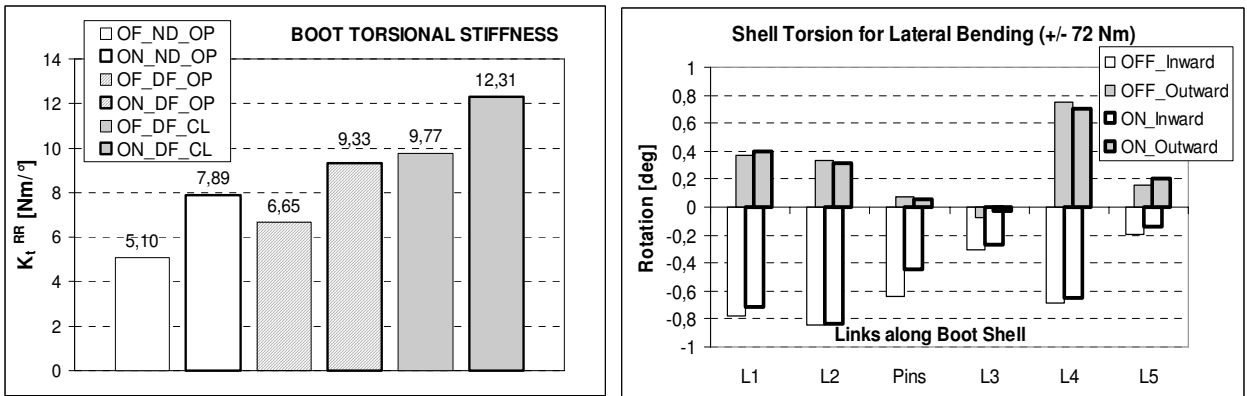 BOOT TORSIONAL STIFFNESS
OF_ND_OP
ON_ND_OP
OF_DF_OP
ON_DF_OP
OF_DF_CL
ON_DF_CL
14
12
10
8
6
4
2
0
Kt RR [Nm/°]
5,10
7,89
6,65
9,33
9,77
12,31
Shell Torsion for Lateral Bending (+/- 72 Nm)
OFF_Inward
OFF_Outward
ON_Inward
ON_Outward
1
0,8
0,6
0,4
0,2
0
-0,2
-0,4
-0,6
-0,8
-1
Rotation [deg]
Links along Boot Shell
L1 L2 Pins L3 L4 L5